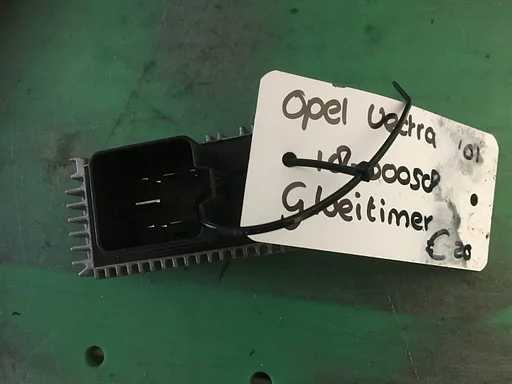 Opel Vectra '01
Gloeitimer
€ 20